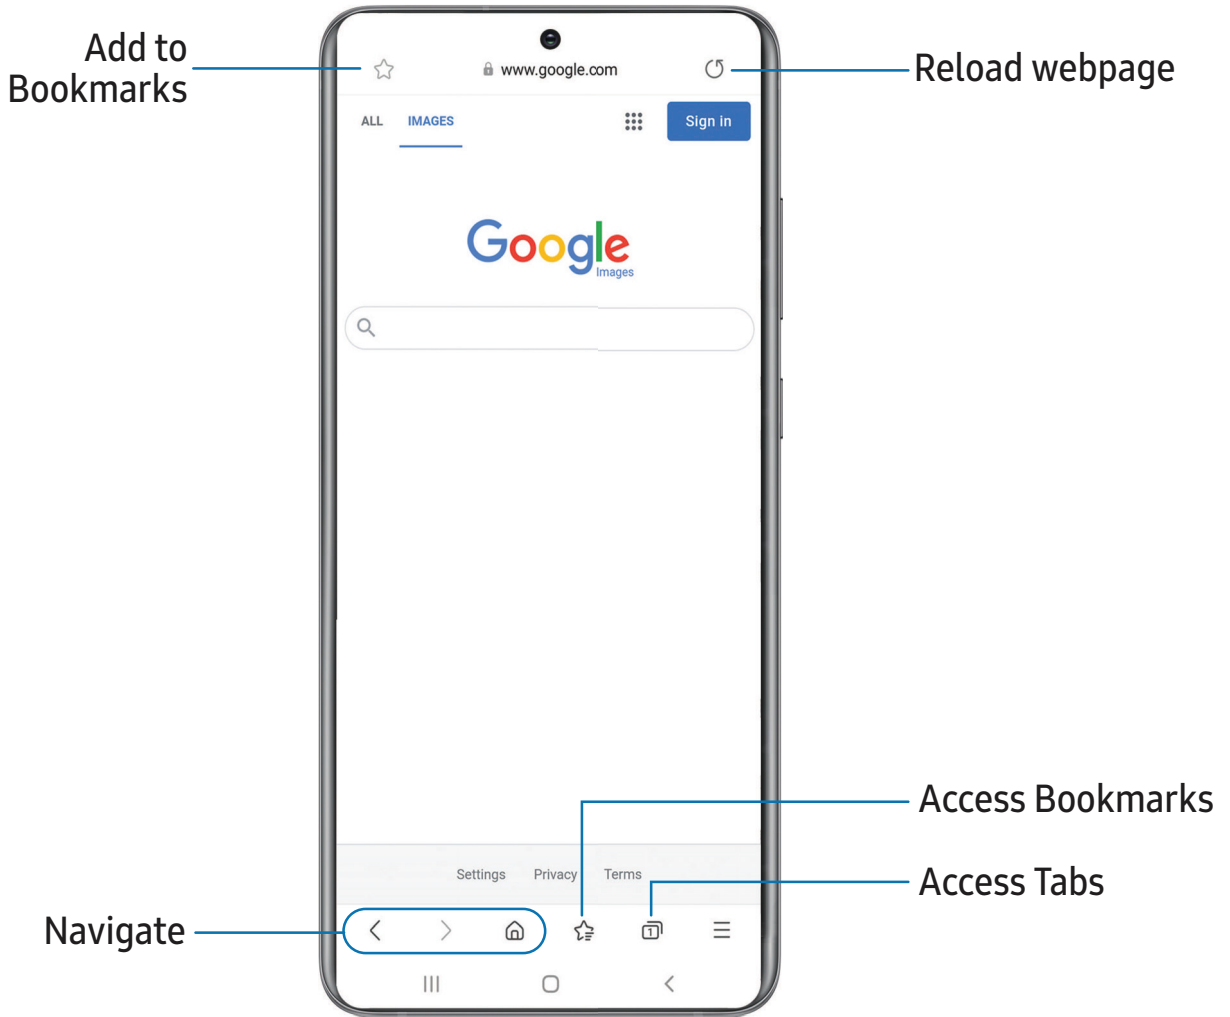 Add to
Bookmarks
www.google.com
Reload webpage
ALL IMAGES
Sign in
Google
Images
Access Bookmarks
Settings Privacy Terms
Access Tabs
Navigate
1